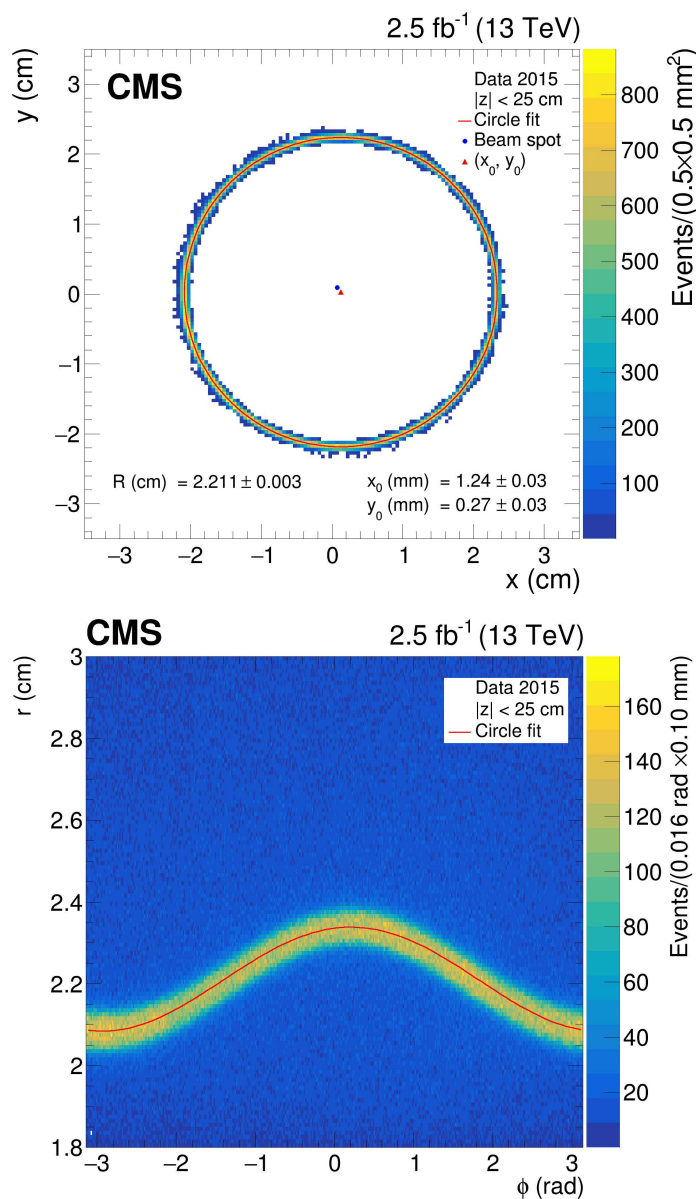 2.5 fb⁻¹ (13 TeV)
CMS
Data 2015
|z| < 25 cm
Circle fit
Beam spot
(x₀, y₀)
y (cm)
3
2
1
0
−1
−2
−3
R (cm) = 2.211 ± 0.003
x₀ (mm) = 1.24 ± 0.03
y₀ (mm) = 0.27 ± 0.03
−3 −2 −1 0 1 2 3
x (cm)
800
700
600
500
400
300
200
100
Events/(0.5×0.5 mm²)
CMS 2.5 fb⁻¹ (13 TeV)
r (cm)
3
2.8
2.6
2.4
2.2
2
1.8
Data 2015
|z| < 25 cm
Circle fit
−3 −2 −1 0 1 2 3
ϕ (rad)
160
140
120
100
80
60
40
20
Events/(0.016 rad ×0.10 mm)